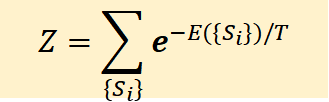 Z = ∑_{{S_i}} e^{−E({S_i})/T}